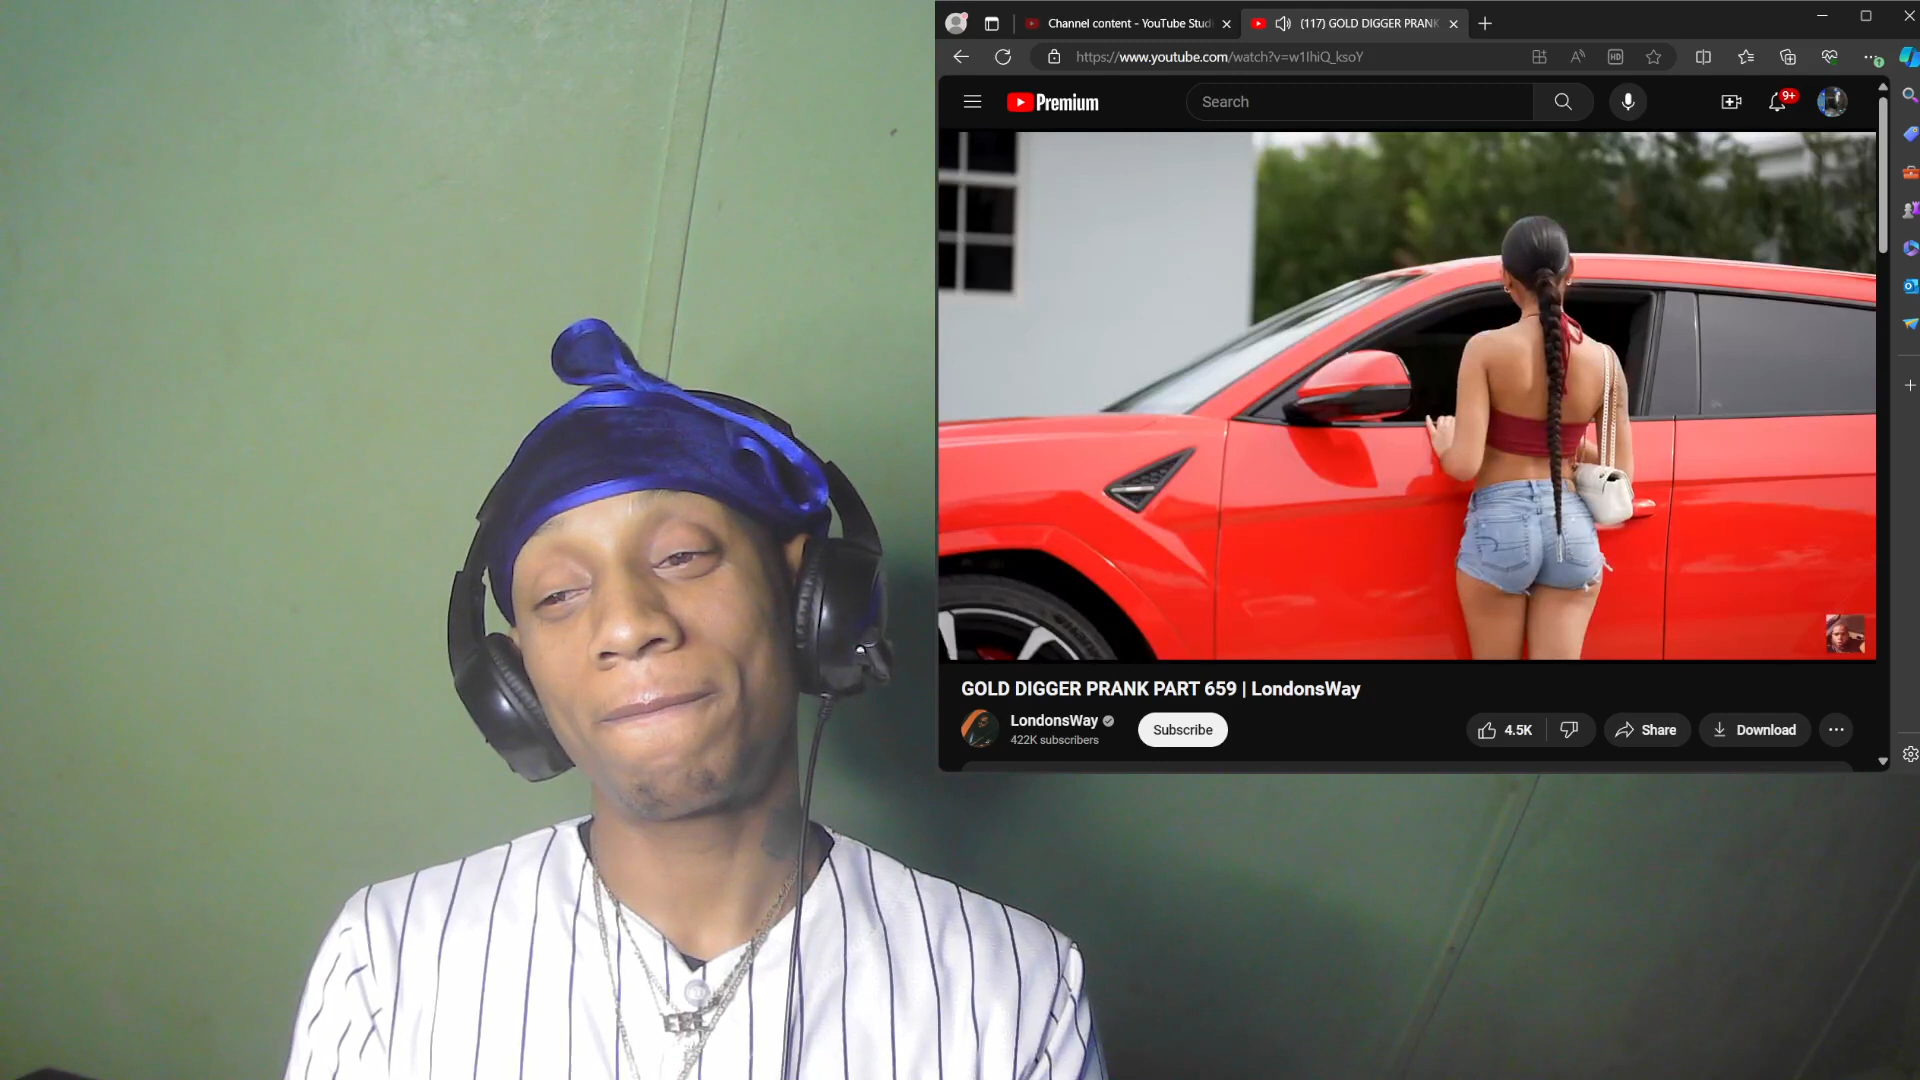 Channel content - YouTube Stud
(117) GOLD DIGGER PRANK
https://www.youtube.com/watch?v=w1IhiQ_ksoY
Premium
Search
9+
GOLD DIGGER PRANK PART 659 | LondonsWay
LondonsWay
422K subscribers
Subscribe
4.5K
Share
Download